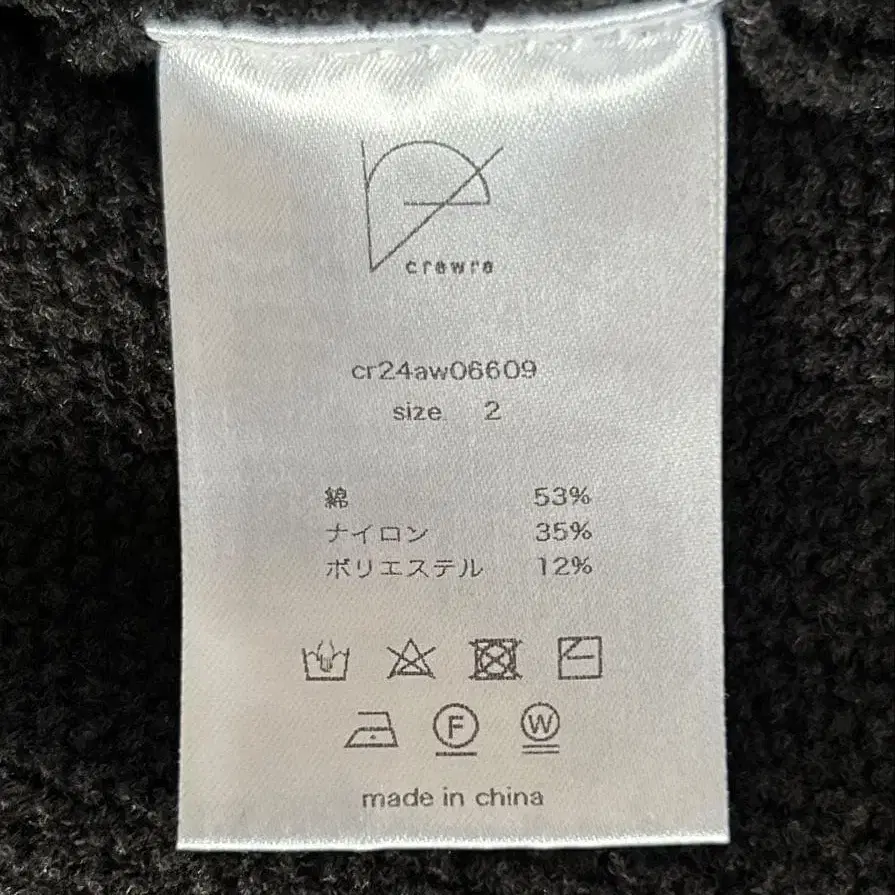 crewre
cr24aw06609
size 2
綿 53%
ナイロン 35%
ポリエステル 12%
F W
made in china